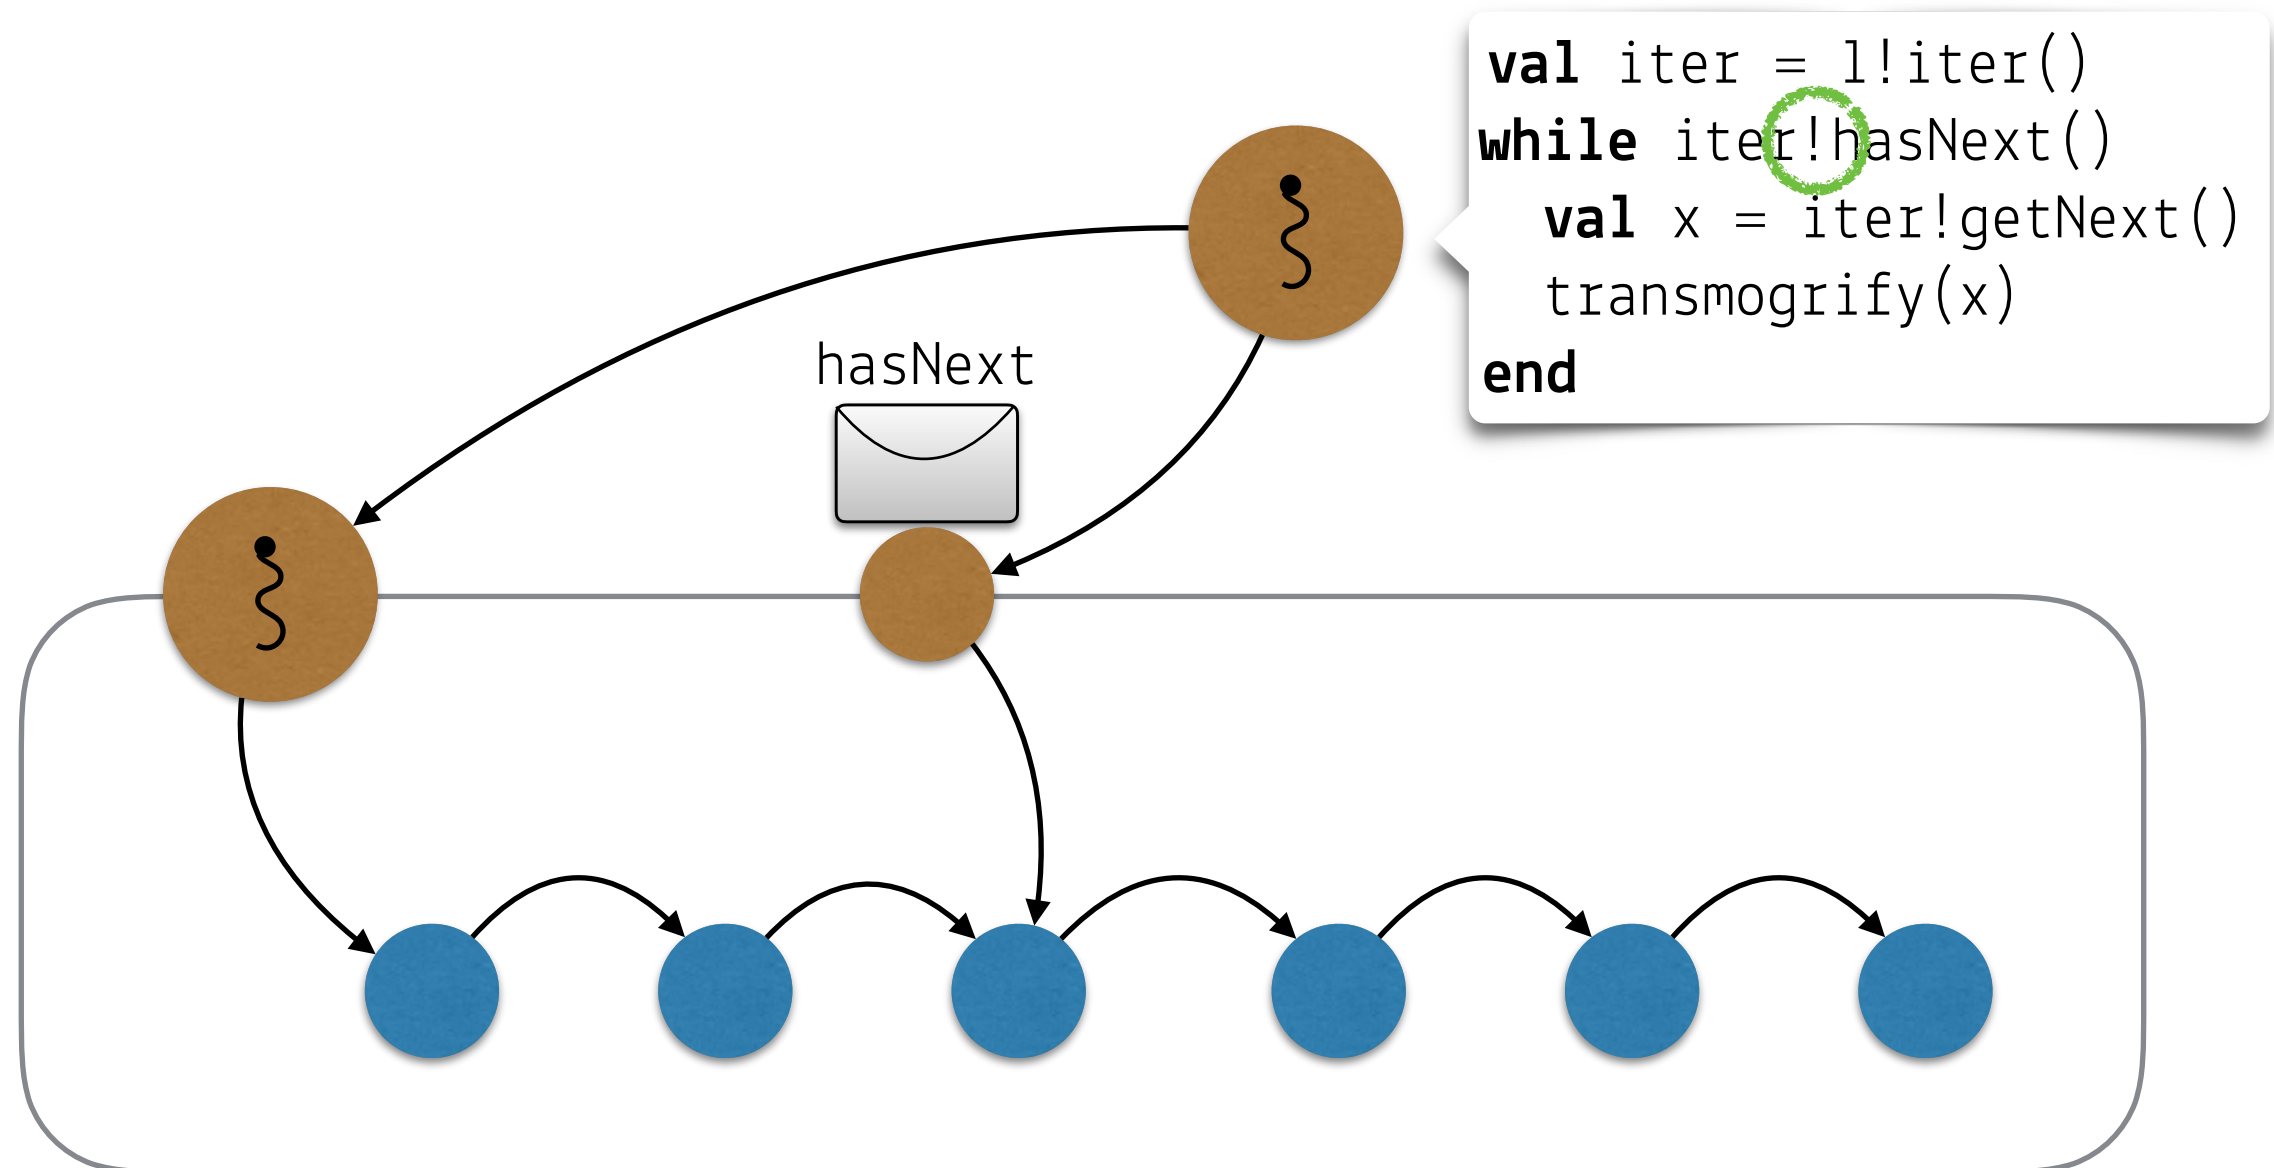 val iter = l!iter()
while iter!hasNext()
val x = iter!getNext()
transmogrify(x)
end
hasNext